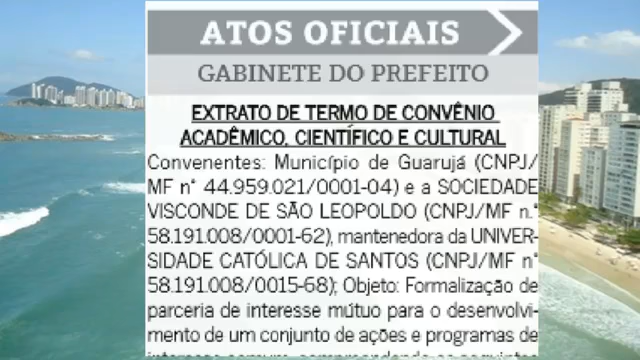 ATOS OFICIAIS
GABINETE DO PREFEITO
EXTRATO DE TERMO DE CONVÊNIO
ACADÊMICO, CIENTÍFICO E CULTURAL
Convenentes: Município de Guarujá (CNPJ/
MF n° 44.959.021/0001-04) e a SOCIEDADE
VISCONDE DE SÃO LEOPOLDO (CNPJ/MF n.°
58.191.008/0001-62), mantenedora da UNIVER-
SIDADE CATÓLICA DE SANTOS (CNPJ/MF n°
58.191.008/0015-68); Objeto: Formalização de
parceria de interesse mútuo para o desenvolvi-
mento de um conjunto de ações e programas de